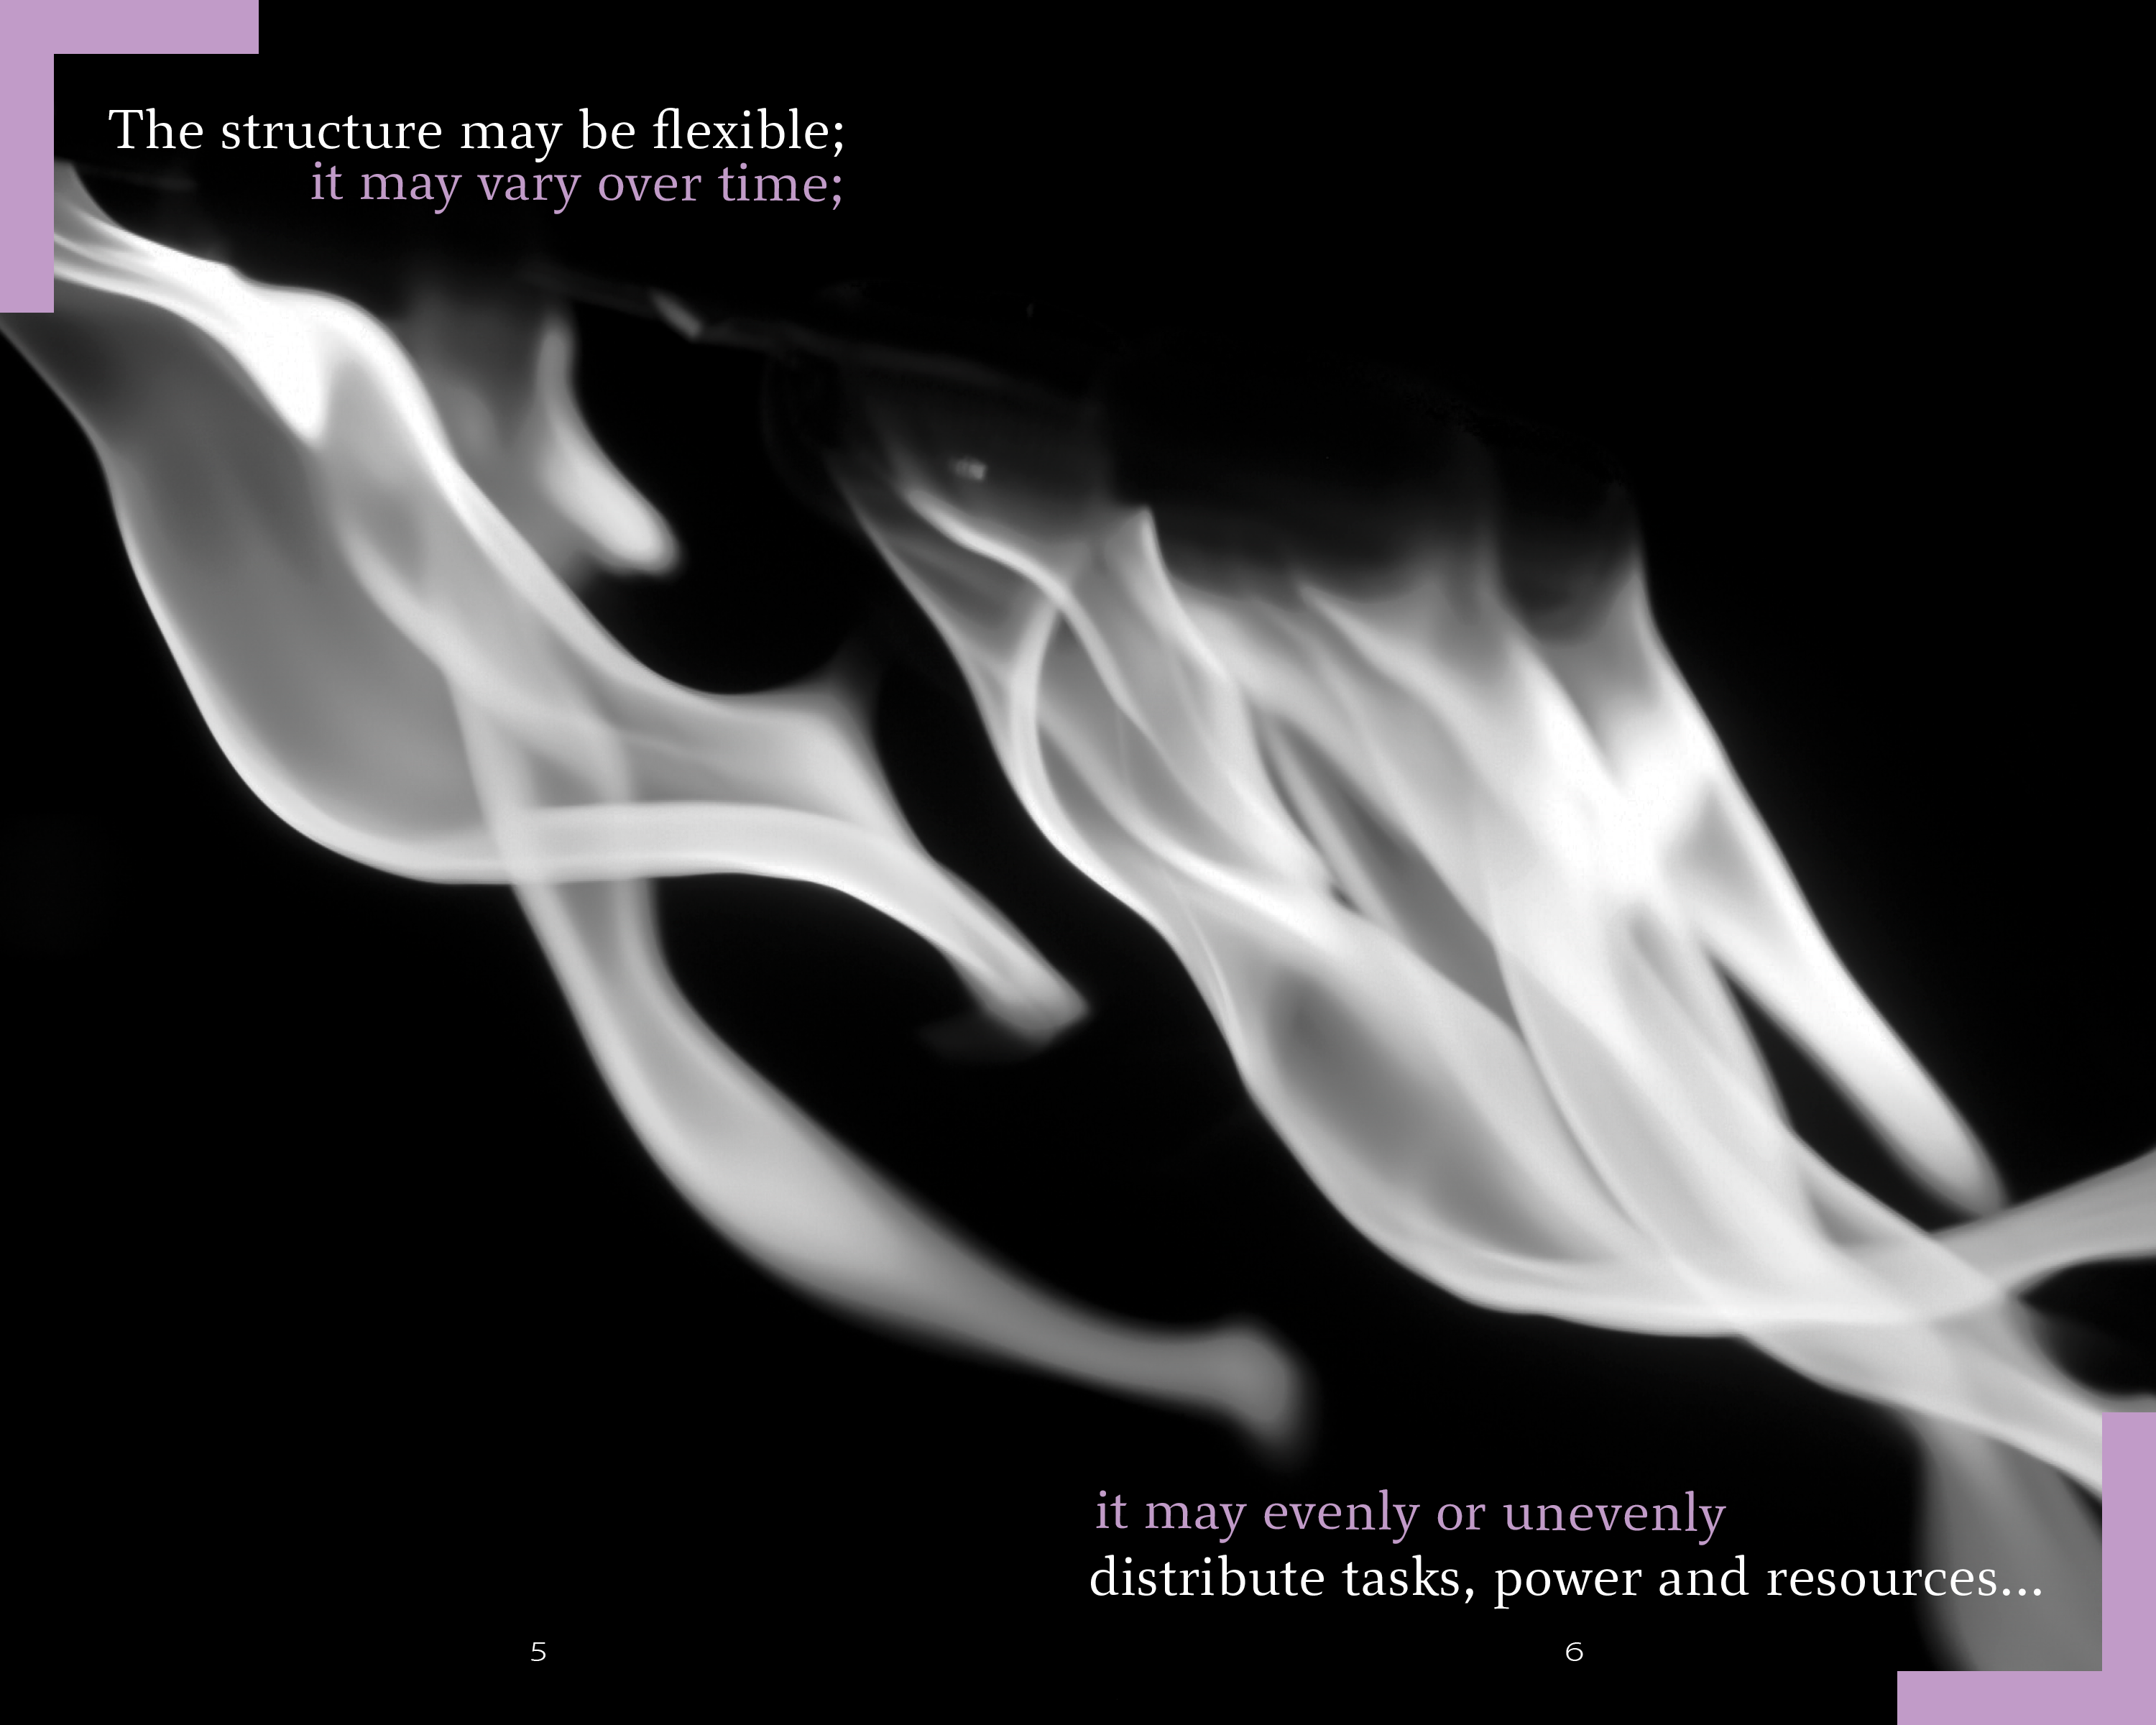 The structure may be flexible;
it may vary over time;
it may evenly or unevenly
distribute tasks, power and resources...
5
6